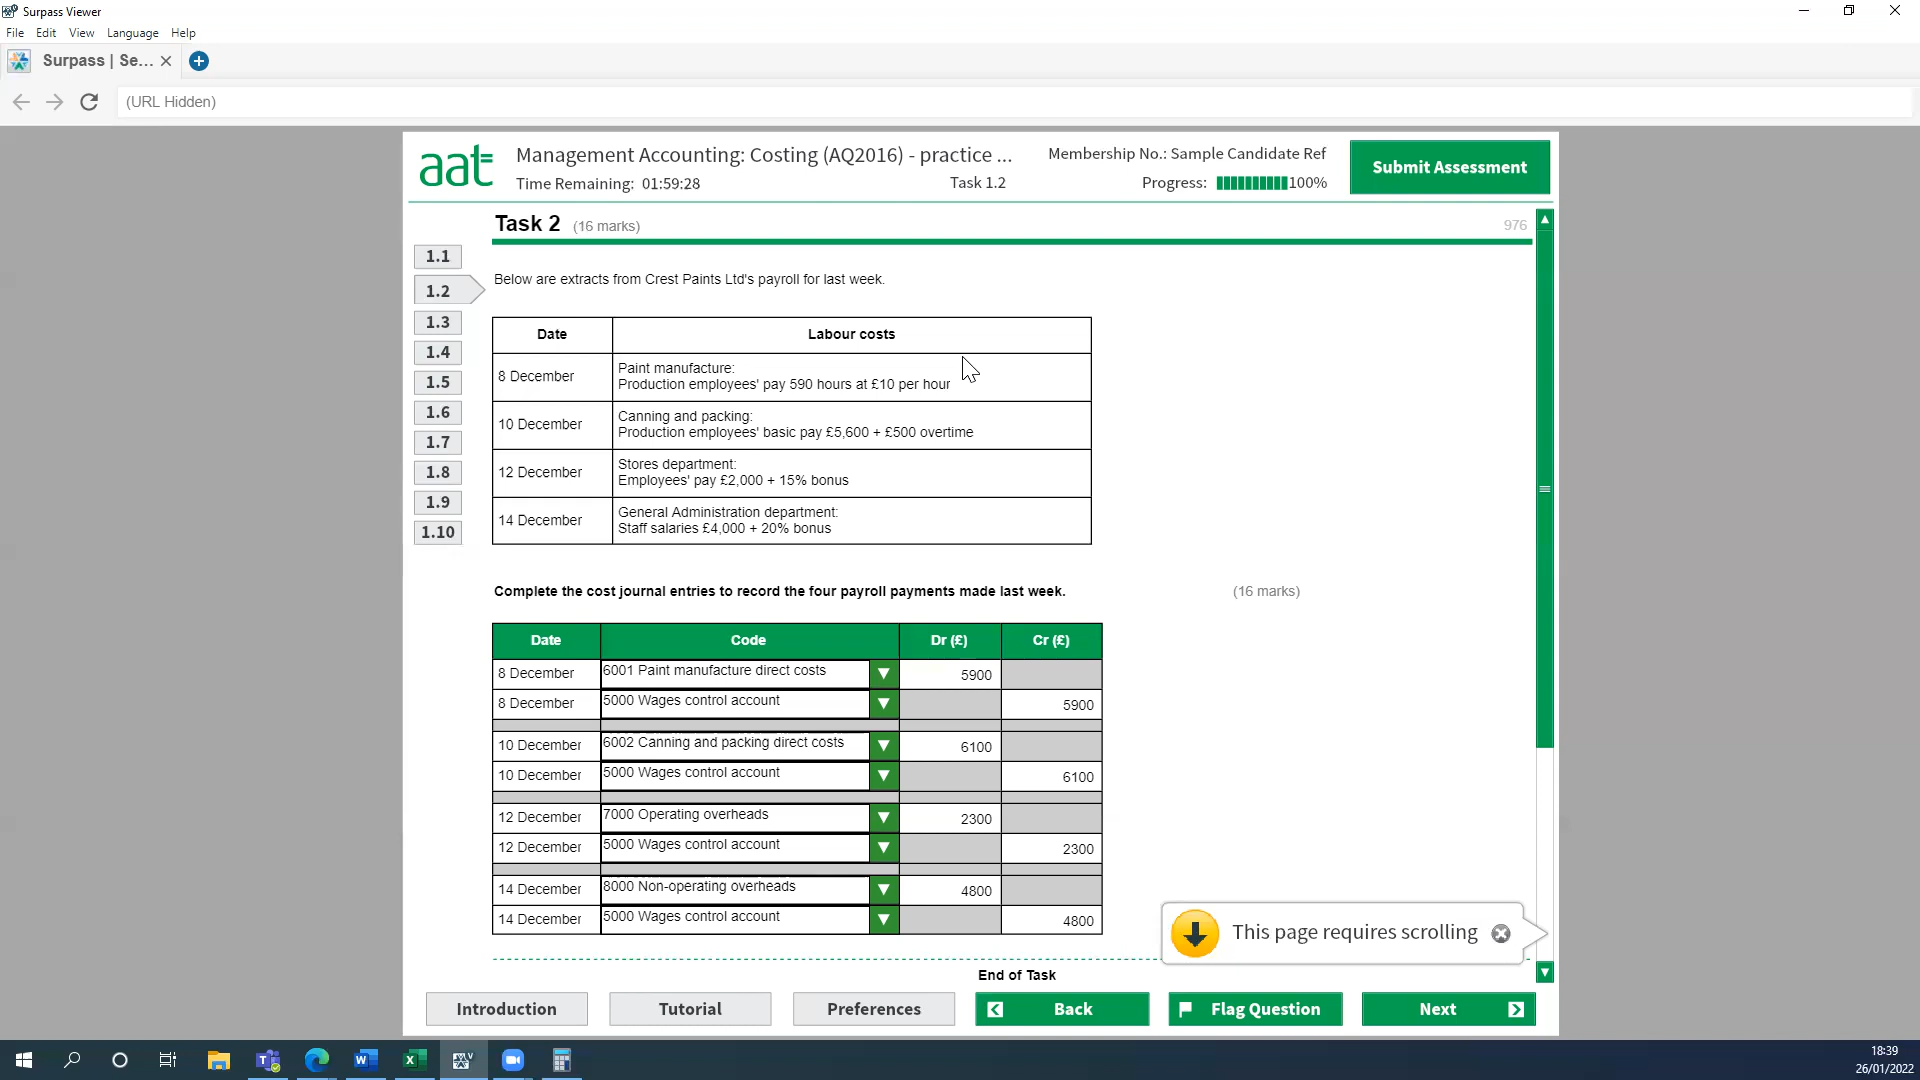 Surpass Viewer
File Edit View Language Help
Surpass | Se...
(URL Hidden)
aat
Management Accounting: Costing (AQ2016) - practice ...
Membership No.: Sample Candidate Ref
Submit Assessment
Time Remaining: 01:59:28
Task 1.2
Progress: 100%
Task 2 (16 marks)
976
1.1
1.2
1.3
1.4
1.5
1.6
1.7
1.8
1.9
1.10
Below are extracts from Crest Paints Ltd's payroll for last week.
Date Labour costs
8 December Paint manufacture:
Production employees' pay 590 hours at £10 per hour
10 December Canning and packing:
Production employees' basic pay £5,600 + £500 overtime
12 December Stores department:
Employees' pay £2,000 + 15% bonus
14 December General Administration department:
Staff salaries £4,000 + 20% bonus
Complete the cost journal entries to record the four payroll payments made last week. (16 marks)
Date Code Dr (£) Cr (£)
8 December 6001 Paint manufacture direct costs 5900
8 December 5000 Wages control account 5900
10 December 6002 Canning and packing direct costs 6100
10 December 5000 Wages control account 6100
12 December 7000 Operating overheads 2300
12 December 5000 Wages control account 2300
14 December 8000 Non-operating overheads 4800
14 December 5000 Wages control account 4800
This page requires scrolling
End of Task
Introduction Tutorial Preferences Back Flag Question Next
18:39
26/01/2022